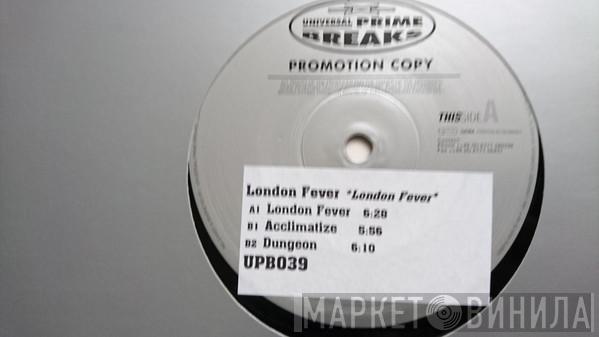 UNIVERSAL PRIME
BREAKS
PROMOTION COPY
THIS SIDE A
London Fever "London Fever"
A1 London Fever 6:28
B1 Acclimatize 5:56
B2 Dungeon 6:10
UPB039
МАРКЕТ ВИНИЛА